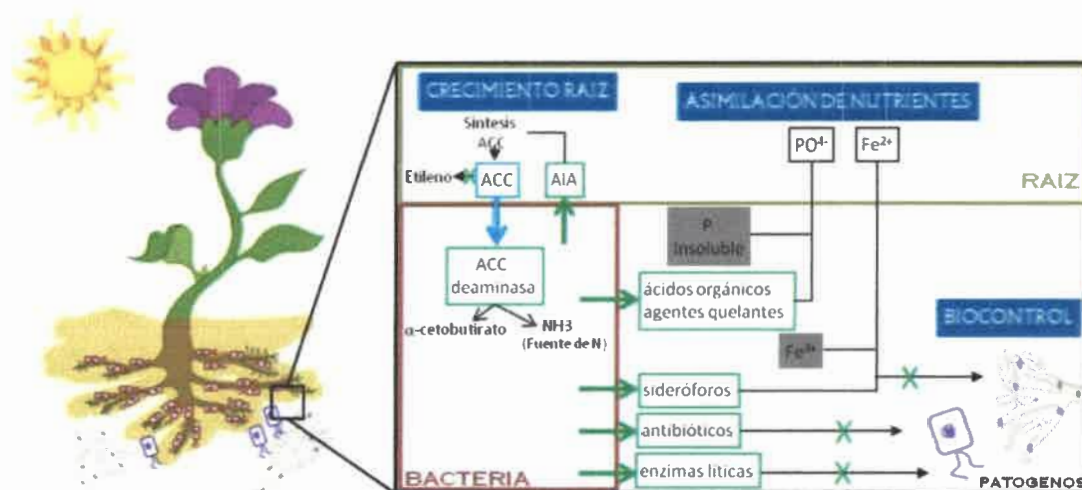 CRECIMIENTO RAIZ
ASIMILACIÓN DE NUTRIENTES
Síntesis
ACC
PO⁴⁻
Fe²⁺
Etileno
ACC
AIA
RAIZ
P
Insoluble
ACC
deaminasa
ácidos orgánicos
agentes quelantes
BIOCONTROL
α-cetobutirato
NH3
(Fuente de N)
Fe³⁺
sideróforos
antibióticos
BACTERIA
enzimas líticas
PATOGENOS